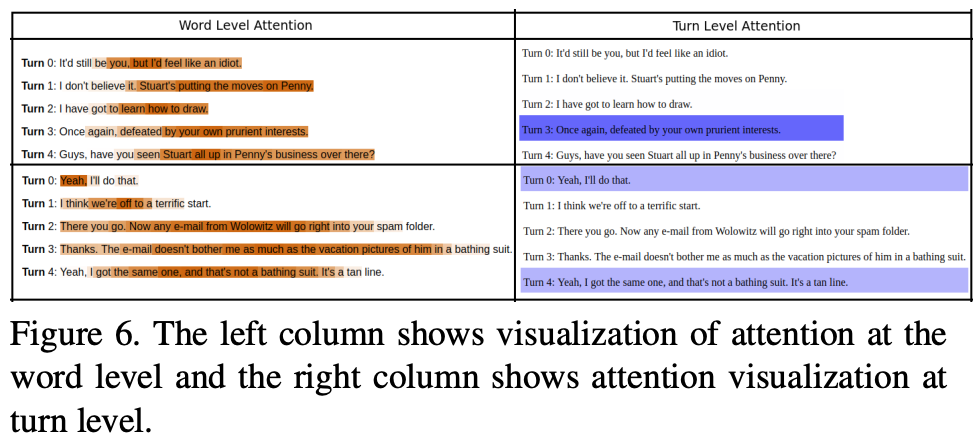 Word Level Attention
Turn Level Attention
Turn 0: It'd still be you, but I'd feel like an idiot.
Turn 1: I don't believe it. Stuart's putting the moves on Penny.
Turn 2: I have got to learn how to draw.
Turn 3: Once again, defeated by your own prurient interests.
Turn 4: Guys, have you seen Stuart all up in Penny's business over there?
Turn 0: It'd still be you, but I'd feel like an idiot.
Turn 1: I don't believe it. Stuart's putting the moves on Penny.
Turn 2: I have got to learn how to draw.
Turn 3: Once again, defeated by your own prurient interests.
Turn 4: Guys, have you seen Stuart all up in Penny's business over there?
Turn 0: Yeah, I'll do that.
Turn 1: I think we're off to a terrific start.
Turn 2: There you go. Now any e-mail from Wolowitz will go right into your spam folder.
Turn 3: Thanks. The e-mail doesn't bother me as much as the vacation pictures of him in a bathing suit.
Turn 4: Yeah, I got the same one, and that's not a bathing suit. It's a tan line.
Turn 0: Yeah, I'll do that.
Turn 1: I think we're off to a terrific start.
Turn 2: There you go. Now any e-mail from Wolowitz will go right into your spam folder.
Turn 3: Thanks. The e-mail doesn't bother me as much as the vacation pictures of him in a bathing suit.
Turn 4: Yeah, I got the same one, and that's not a bathing suit. It's a tan line.
Figure 6. The left column shows visualization of attention at the
word level and the right column shows attention visualization at
turn level.